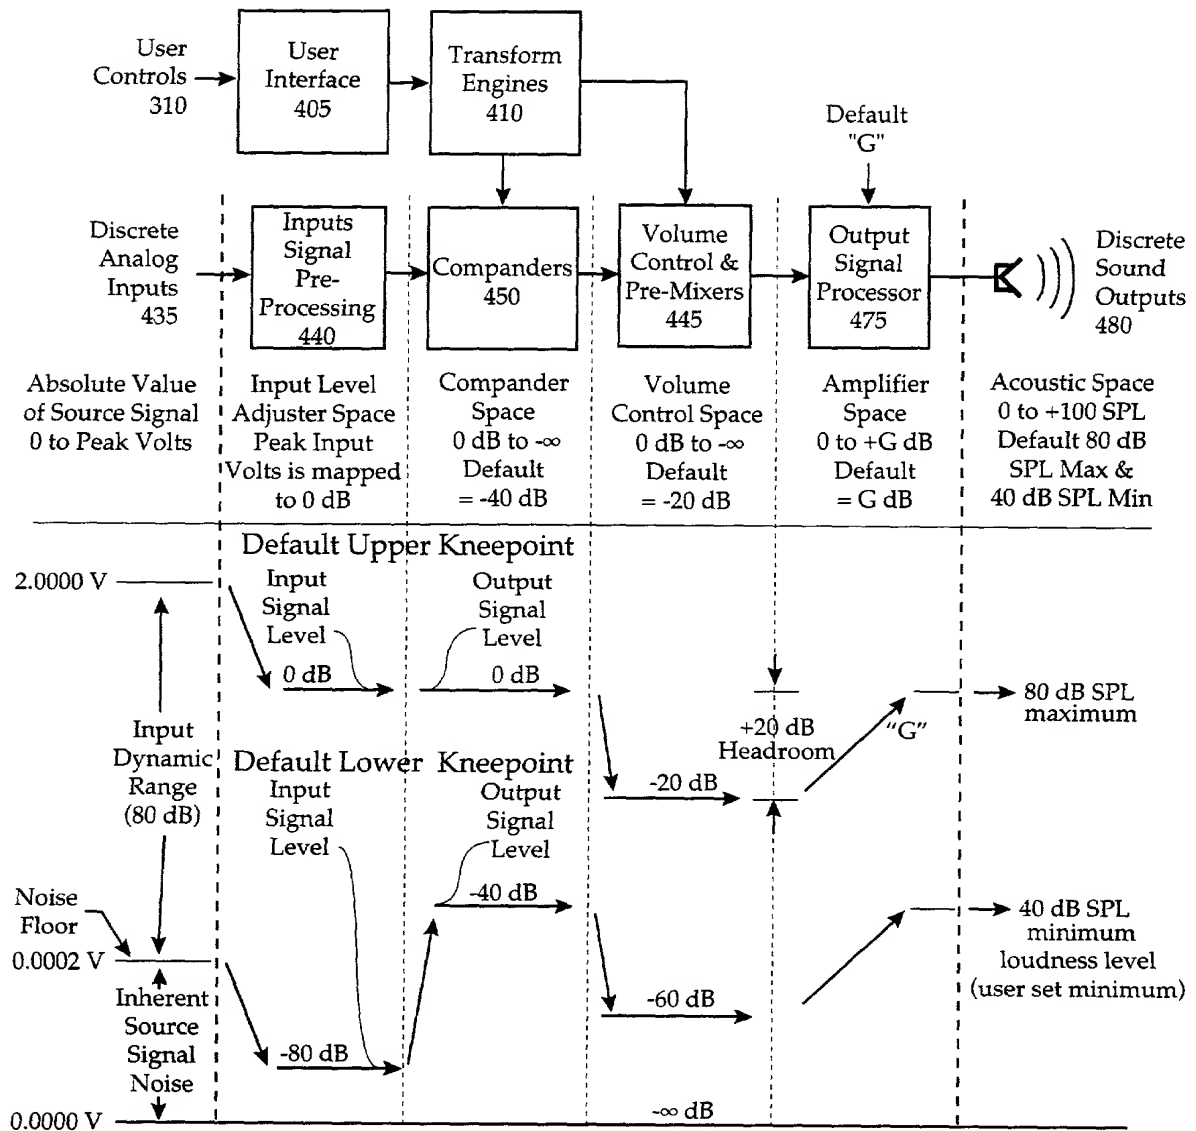 User
Controls
310
User
Interface
405
Transform
Engines
410
Default
"G"
Discrete
Analog
Inputs
435
Inputs
Signal
Pre-
Processing
440
Companders
450
Volume
Control &
Pre-Mixers
445
Output
Signal
Processor
475
Discrete
Sound
Outputs
480
Absolute Value
of Source Signal
0 to Peak Volts
Input Level
Adjuster Space
Peak Input
Volts is mapped
to 0 dB
Compander
Space
0 dB to -∞
Default
= -40 dB
Volume
Control Space
0 dB to -∞
Default
= -20 dB
Amplifier
Space
0 to +G dB
Default
= G dB
Acoustic Space
0 to +100 SPL
Default 80 dB
SPL Max &
40 dB SPL Min
Default Upper Kneepoint
2.0000 V
Input
Signal
Level
0 dB
Output
Signal
Level
0 dB
80 dB SPL
maximum
+20 dB
Headroom
"G"
Input
Dynamic
Range
(80 dB)
Default Lower Kneepoint
-20 dB
Input
Signal
Level
Output
Signal
Level
-40 dB
Noise
Floor
0.0002 V
40 dB SPL
minimum
loudness level
(user set minimum)
-60 dB
Inherent
Source
Signal
Noise
-80 dB
0.0000 V
-∞ dB